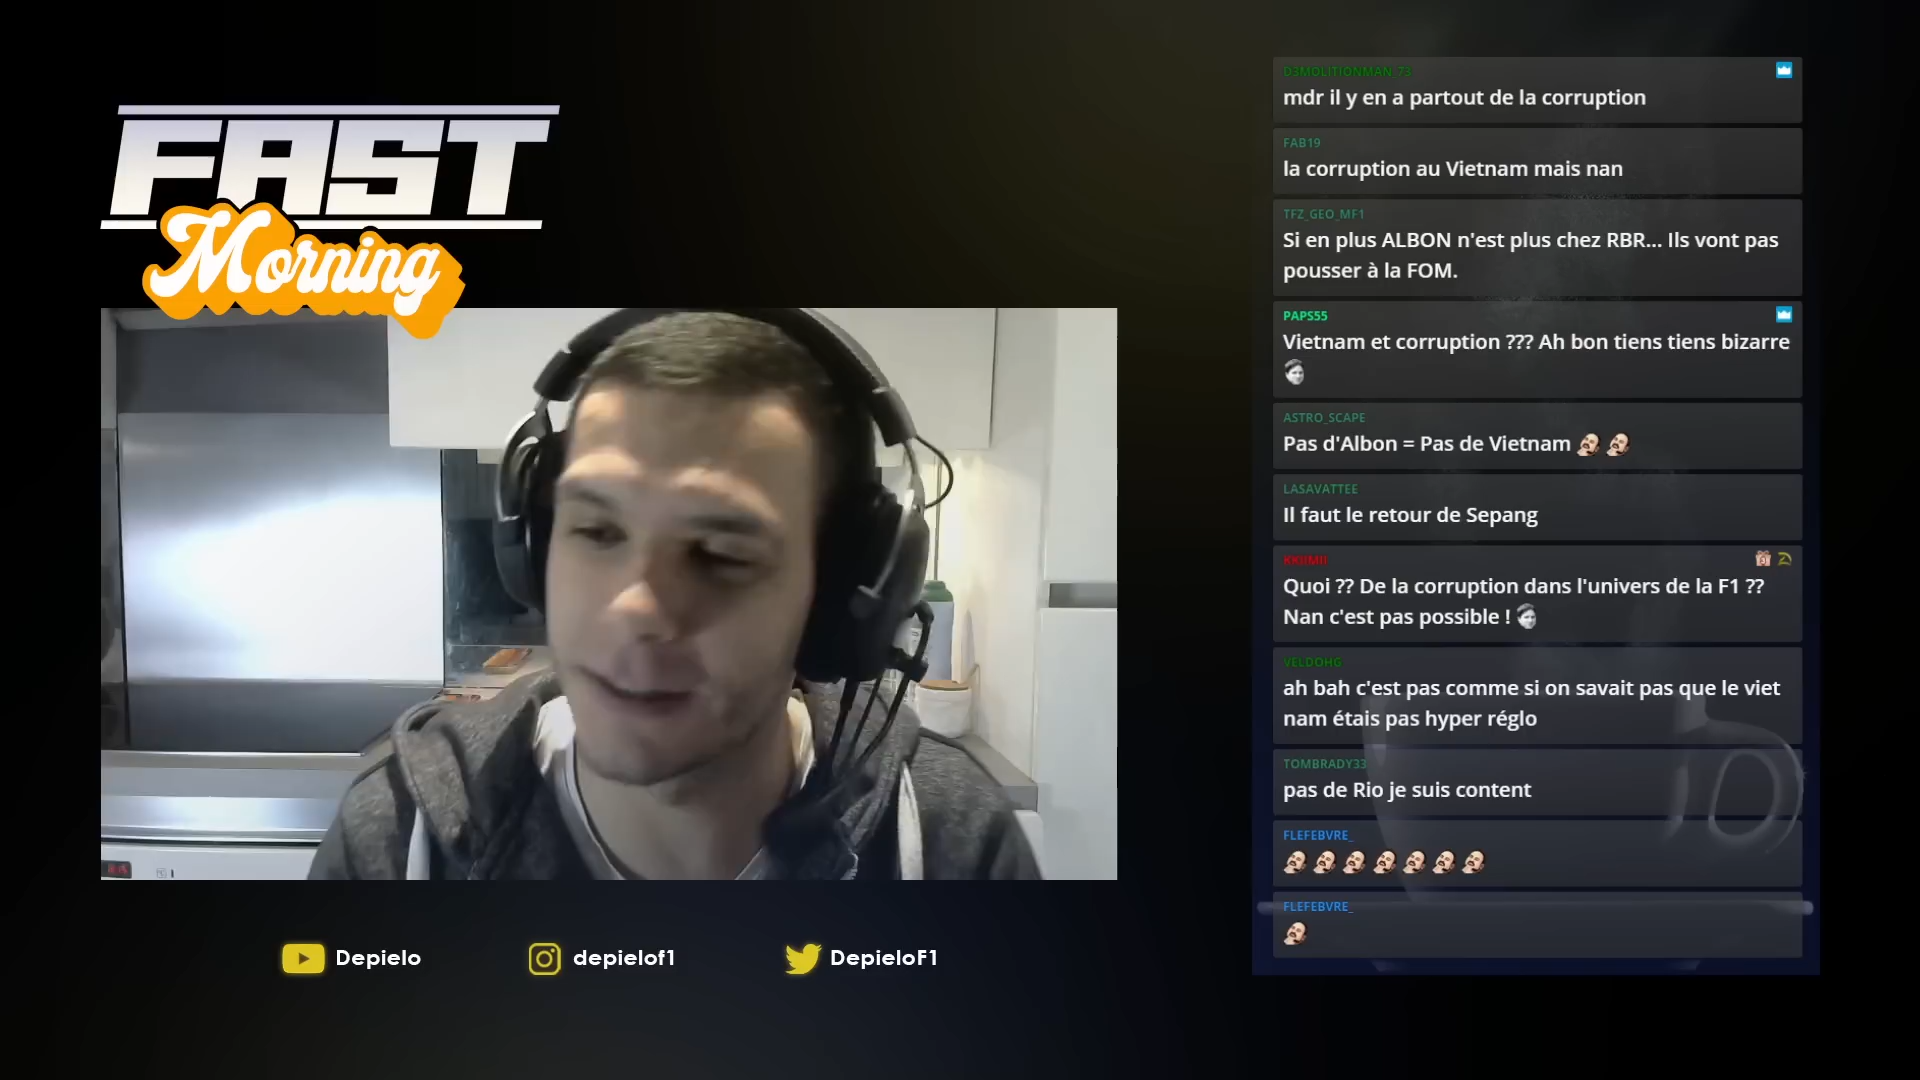 FAST
Morning
Depielo
depielof1
DepieloF1
D3MOLITIONMAN_73
mdr il y en a partout de la corruption
FAB19
la corruption au Vietnam mais nan
TFZ_GEO_MF1
Si en plus ALBON n'est plus chez RBR... Ils vont pas
pousser à la FOM.
PAPS55
Vietnam et corruption ??? Ah bon tiens tiens bizarre
ASTRO_SCAPE
Pas d'Albon = Pas de Vietnam
LASAVATTEE
Il faut le retour de Sepang
Quoi ?? De la corruption dans l'univers de la F1 ??
Nan c'est pas possible !
VELDOHG
ah bah c'est pas comme si on savait pas que le viet
nam étais pas hyper réglo
TOMBRADY33
pas de Rio je suis content
FLEFEBVRE_
FLEFEBVRE_